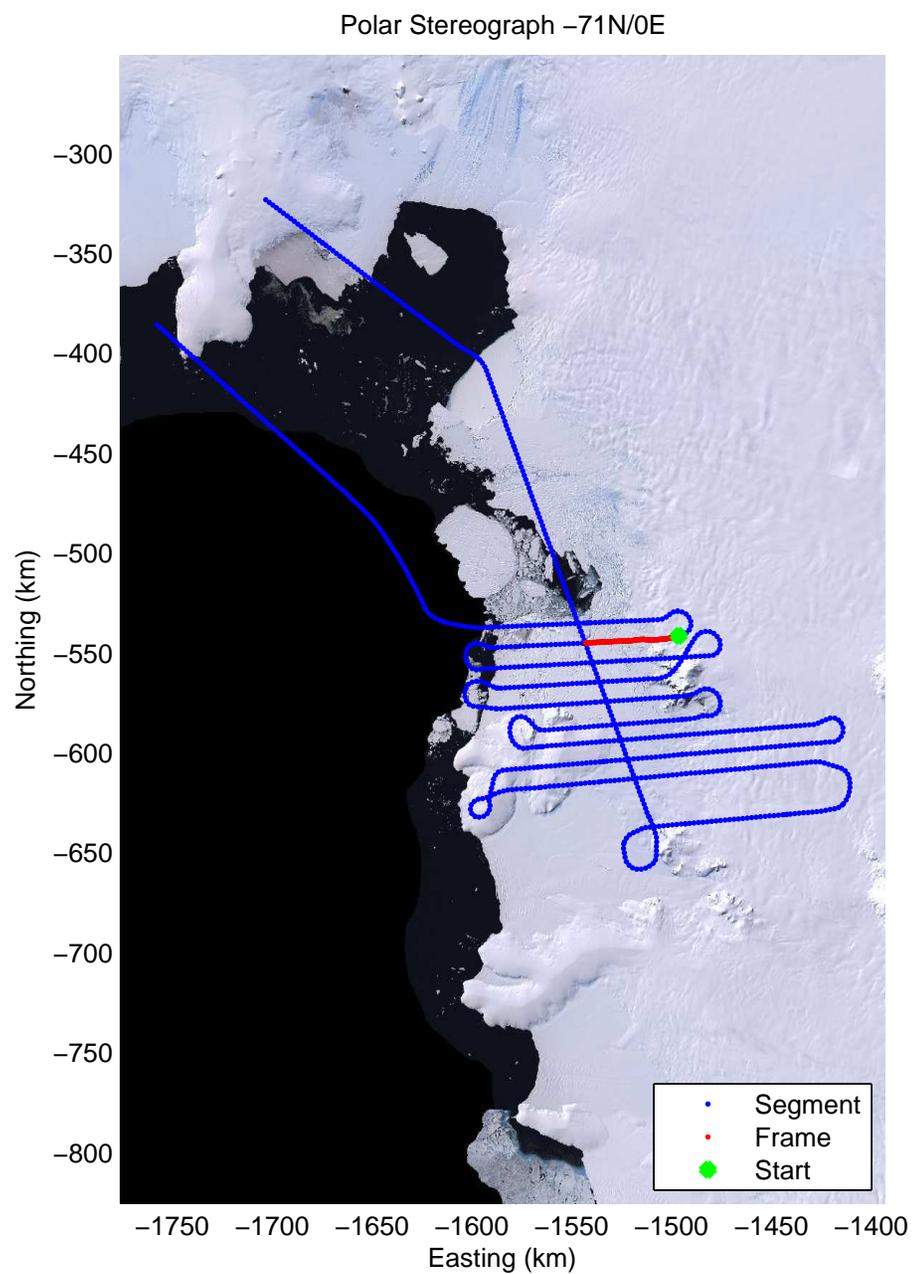 Polar Stereograph −71N/0E
−300
−350
−400
−450
−500
−550
−600
−650
−700
−750
−800
Northing (km)
Segment
Frame
Start
−1750 −1700 −1650 −1600 −1550 −1500 −1450 −1400
Easting (km)